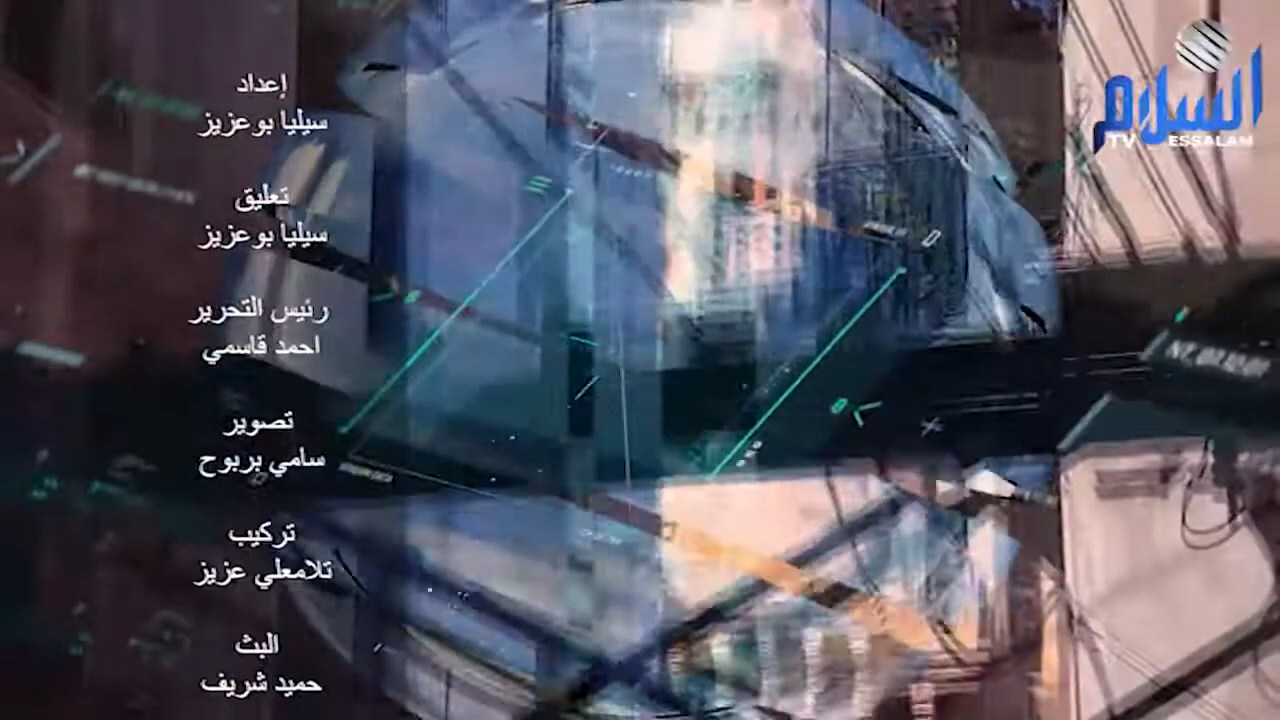 إعداد
سيليا بوعزيز
تعليق
سيليا بوعزيز
رئيس التحرير
احمد قاسمي
تصوير
سامي بربوح
تركيب
تلامعلي عزيز
البث
حميد شريف
السلام
TV ESSALAM